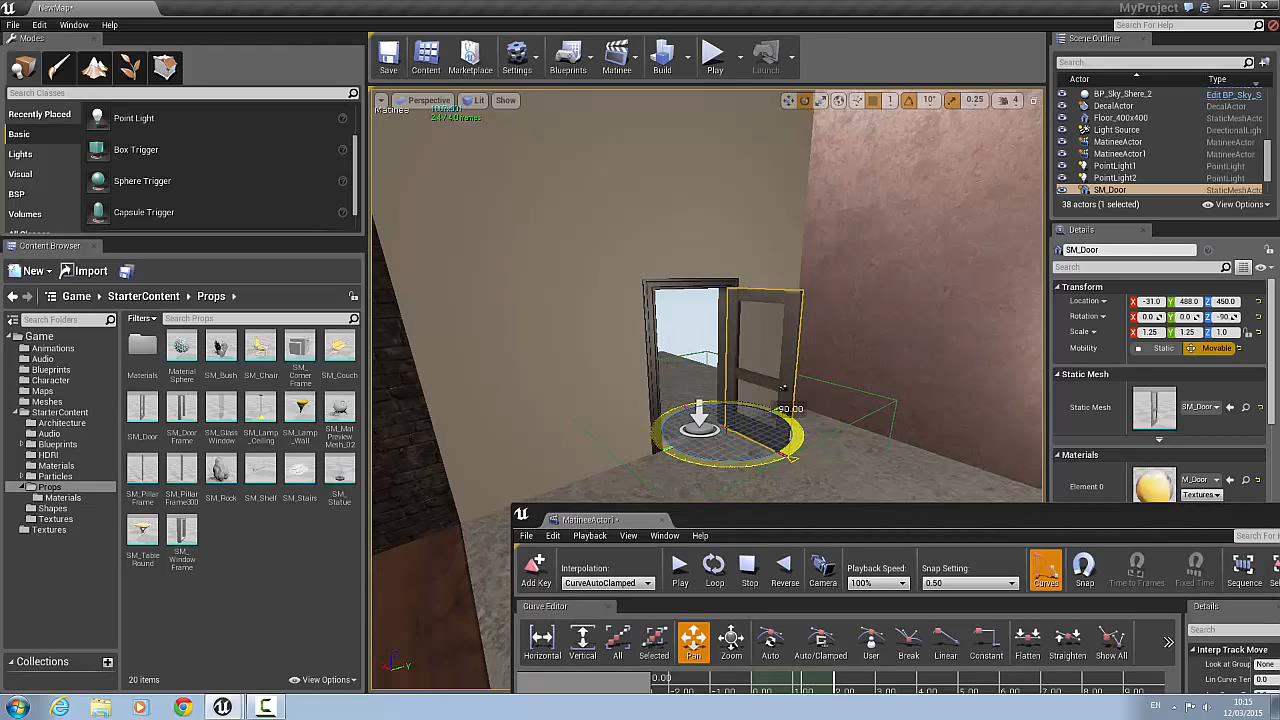 NewMap*
MyProject
File Edit Window Help
Search For Help
Modes
Search Classes
Recently Placed
Basic
Lights
Visual
BSP
Volumes
Point Light
Box Trigger
Sphere Trigger
Capsule Trigger
Save
Content
Marketplace
Settings
Blueprints
Matinee
Build
Play
Launch
Perspective
Lit
Show
1
10°
0.25
4
-90.00
Content Browser
New
Import
Game StarterContent Props
Search Folders
Filters
Search Props
Game
Animations
Audio
Blueprints
Character
Maps
Meshes
StarterContent
Architecture
Audio
Blueprints
HDRI
Materials
Particles
Props
Materials
Shapes
Textures
Textures
Materials
Material Sphere
SM_Bush
SM_Chair
SM_ Corner Frame
SM_Couch
SM_Door
SM_Door Frame
SM_Glass Window
SM_Lamp _Ceiling
SM_Lamp _Wall
SM_Mat Preview Mesh_02
SM_Pillar Frame
SM_Pillar Frame300
SM_Rock
SM_Shelf
SM_Stairs
SM_ Statue
SM_Table Round
SM_ Window Frame
Collections
20 items
View Options
Scene Outliner
Search...
Actor Type
BP_Sky_Shere_2 Edit BP_Sky_S
DecalActor DecalActor
Floor_400x400 StaticMeshActo
Light Source DirectionalLigh
MatineeActor MatineeActor
MatineeActor1 MatineeActor
PointLight1 PointLight
PointLight2 PointLight
SM_Door StaticMeshActo
38 actors (1 selected)
View Options
Details
SM_Door
Search
Transform
Location X -31.0 Y 488.0 Z 450.0
Rotation X 0.0 Y 0.0 Z -90
Scale X 1.25 Y 1.25 Z 1.0
Mobility Static Movable
Static Mesh
Static Mesh SM_Door
Materials
Element 0 M_Door
Textures
MatineeActor1*
File Edit Playback View Window Help
Search For
Add Key
Interpolation:
CurveAutoClamped
Play
Loop
Stop
Reverse
Camera
Playback Speed:
100%
Snap Setting:
0.50
Curves
Snap
Time to Frames
Fixed Time
Sequence
Curve Editor
Details
Horizontal
Vertical
All
Selected
Pan
Zoom
Auto
Auto/Clamped
User
Break
Linear
Constant
Flatten
Straighten
Show All
Search
Interp Track Move
Look at Group None
Lin Curve Ten 0.0
0.00
-2.00 -1.00 0.00 1.00 2.00 3.00 4.00 5.00 6.00 7.00 8.00 9.00
EN
10:15
12/03/2015